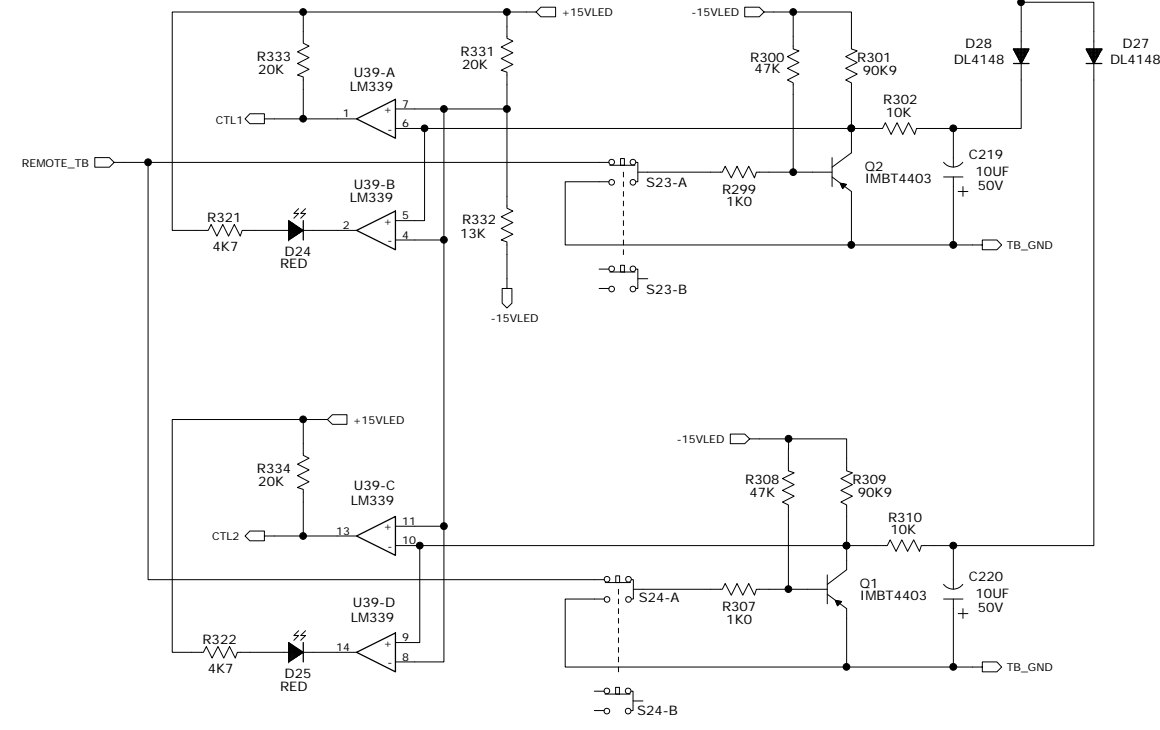 +15VLED
-15VLED
R333
20K
R331
20K
U39-A
LM339
CTL1
1
7
+
6
-
R300
47K
R301
90K9
D28
DL4148
D27
DL4148
R302
10K
REMOTE_TB
S23-A
R299
1K0
Q2
IMBT4403
C219
10UF
50V
+
U39-B
LM339
R321
4K7
D24
RED
2
5
+
4
-
R332
13K
TB_GND
S23-B
-15VLED
+15VLED
-15VLED
R334
20K
U39-C
LM339
CTL2
13
11
+
10
-
R308
47K
R309
90K9
R310
10K
S24-A
R307
1K0
Q1
IMBT4403
C220
10UF
50V
+
U39-D
LM339
R322
4K7
D25
RED
14
9
+
8
-
TB_GND
S24-B